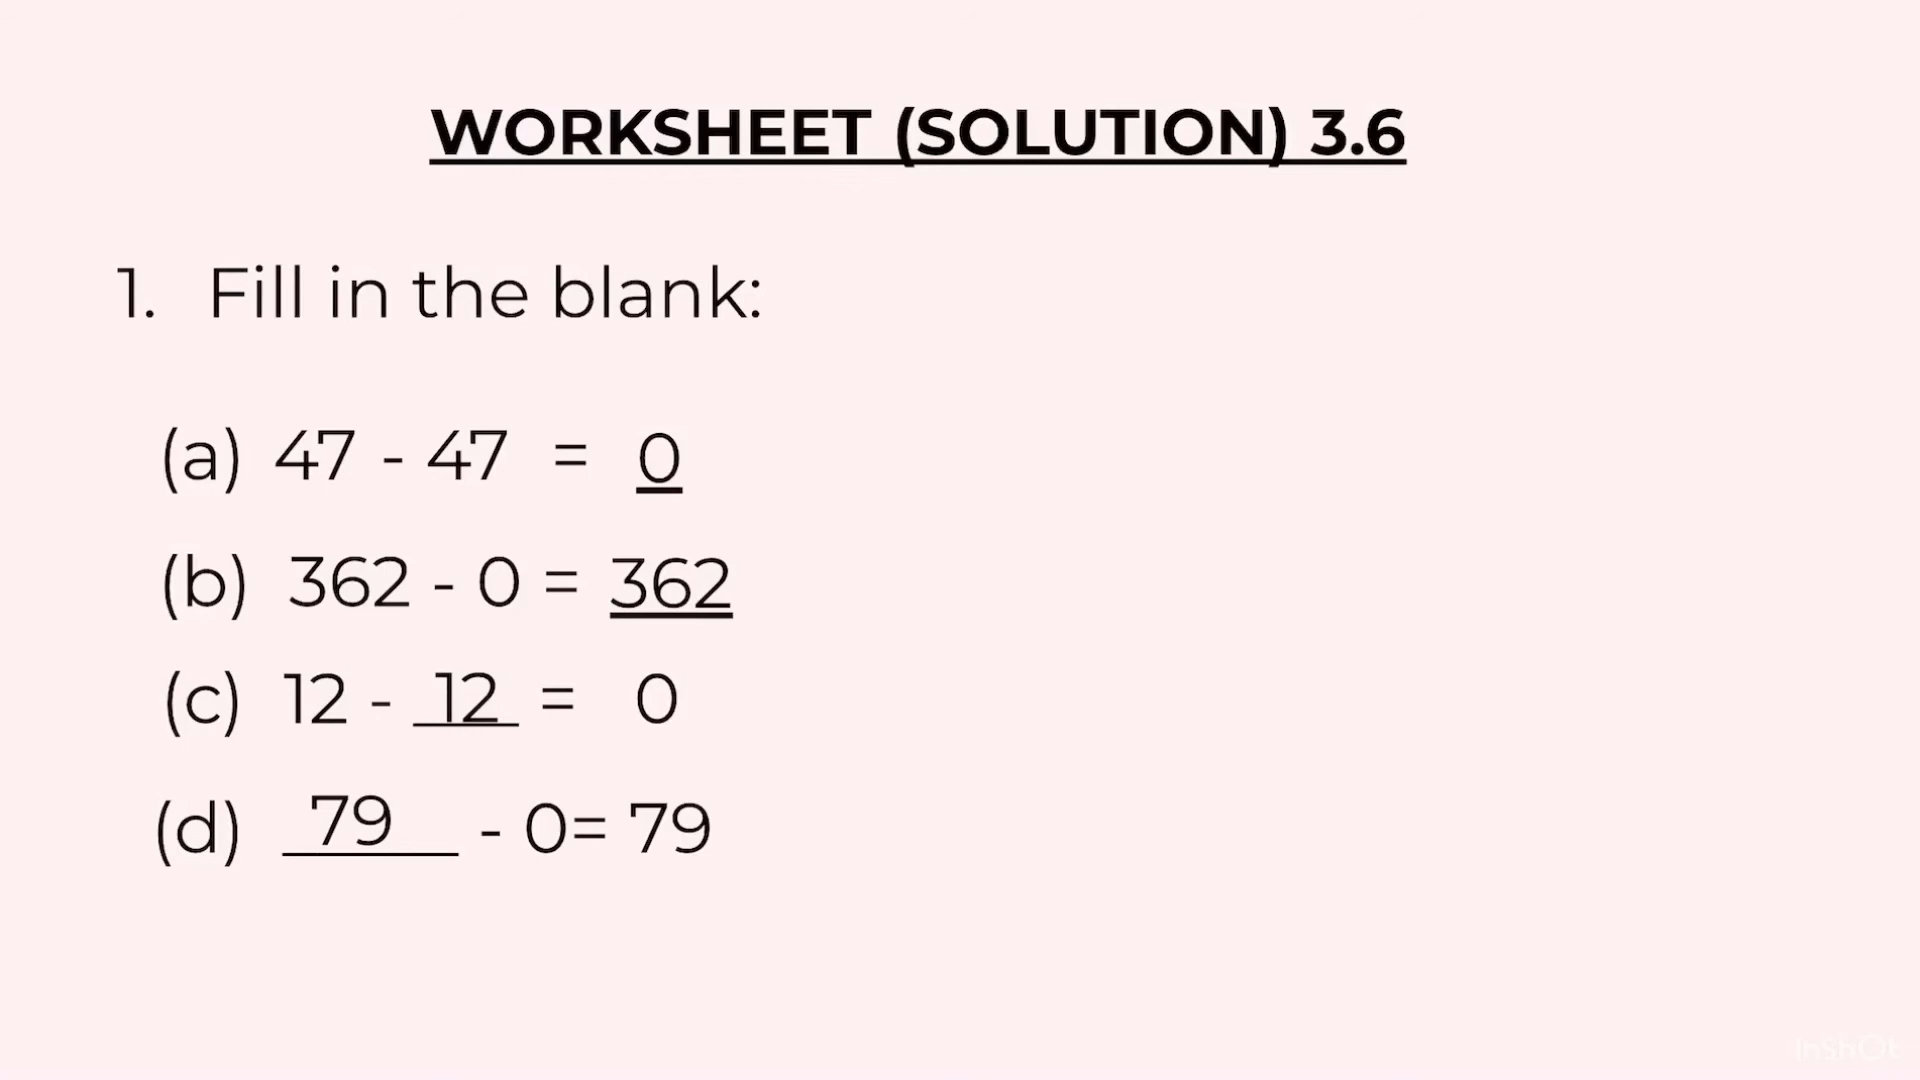 WORKSHEET (SOLUTION) 3.6
1. Fill in the blank:
(a) 47 - 47 = 0
(b) 362 - 0 = 362
(c) 12 - 12 = 0
(d) 79 - 0= 79
InShOt